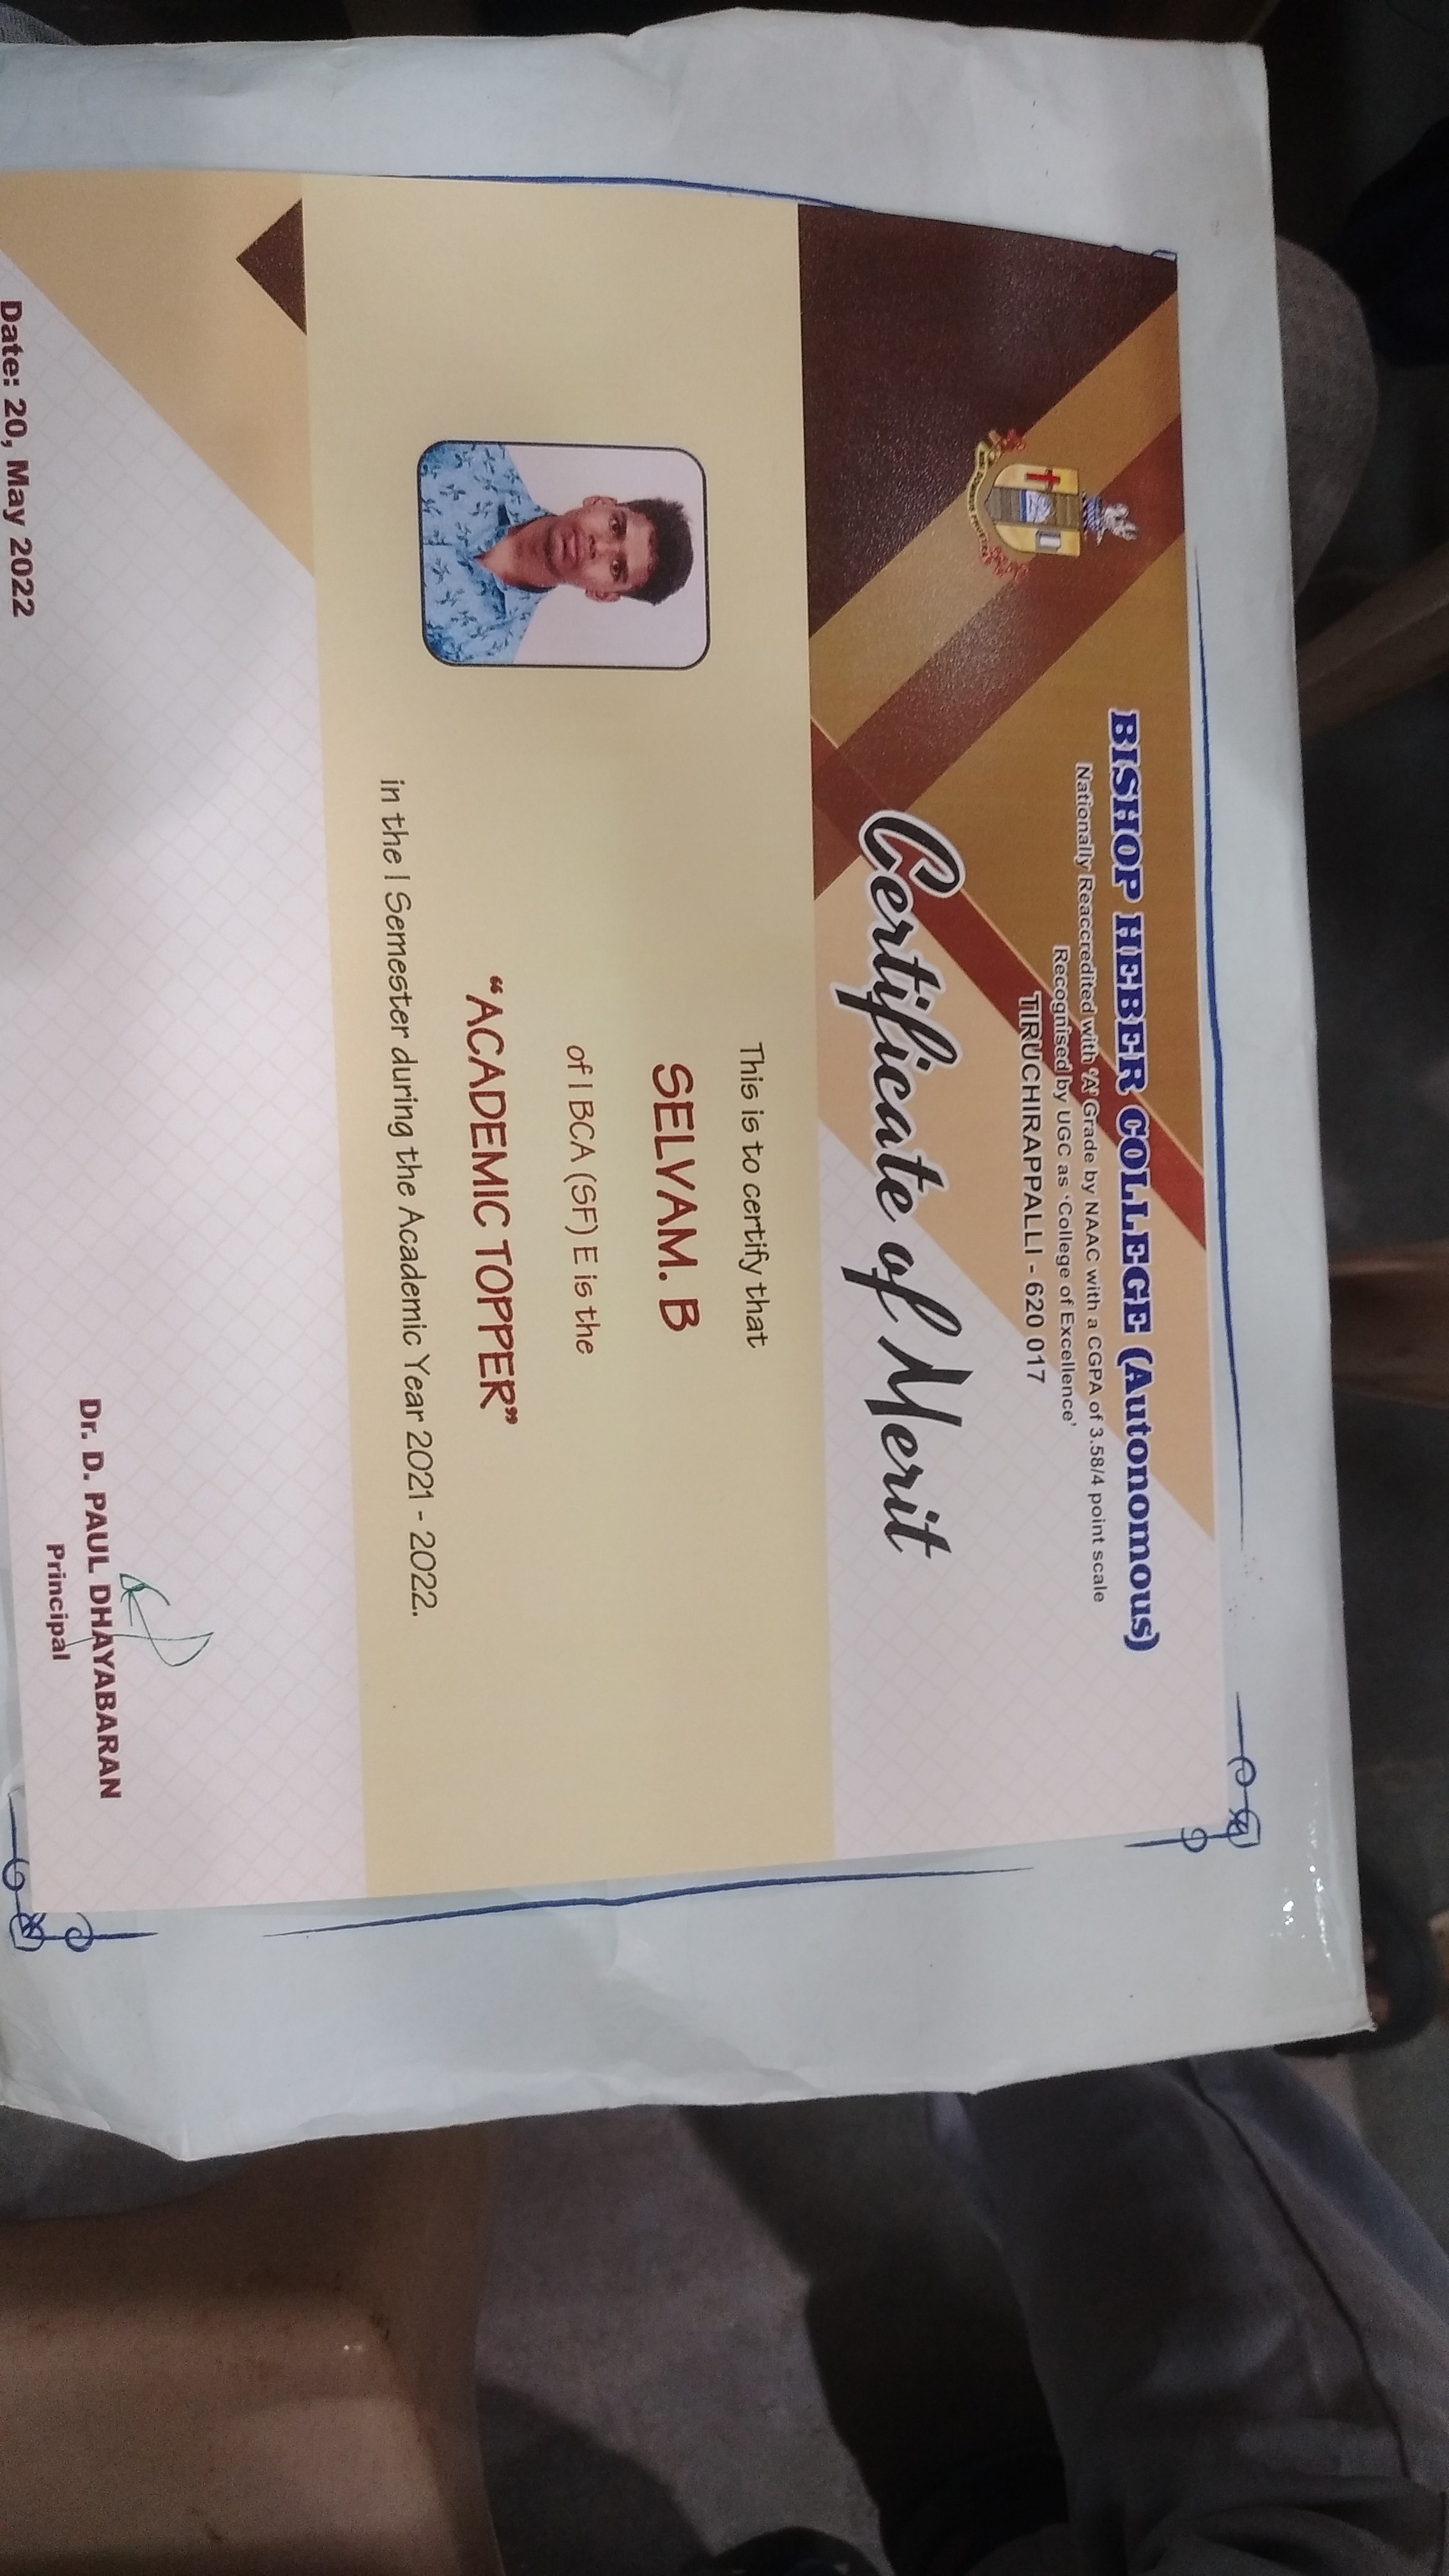 BISHOP HEBER COLLEGE (Autonomous)
Nationally Reaccredited with 'A' Grade by NAAC with a CGPA of 3.58/4 point scale
Recognised by UGC as 'College of Excellence'
TIRUCHIRAPPALLI - 620 017
Certificate of Merit
This is to certify that
SELVAM. B
of I BCA (SF) E is the
“ACADEMIC TOPPER”
in the I Semester during the Academic Year 2021 - 2022.
Dr. D. PAUL DHAYABARAN
Principal
Date: 20, May 2022